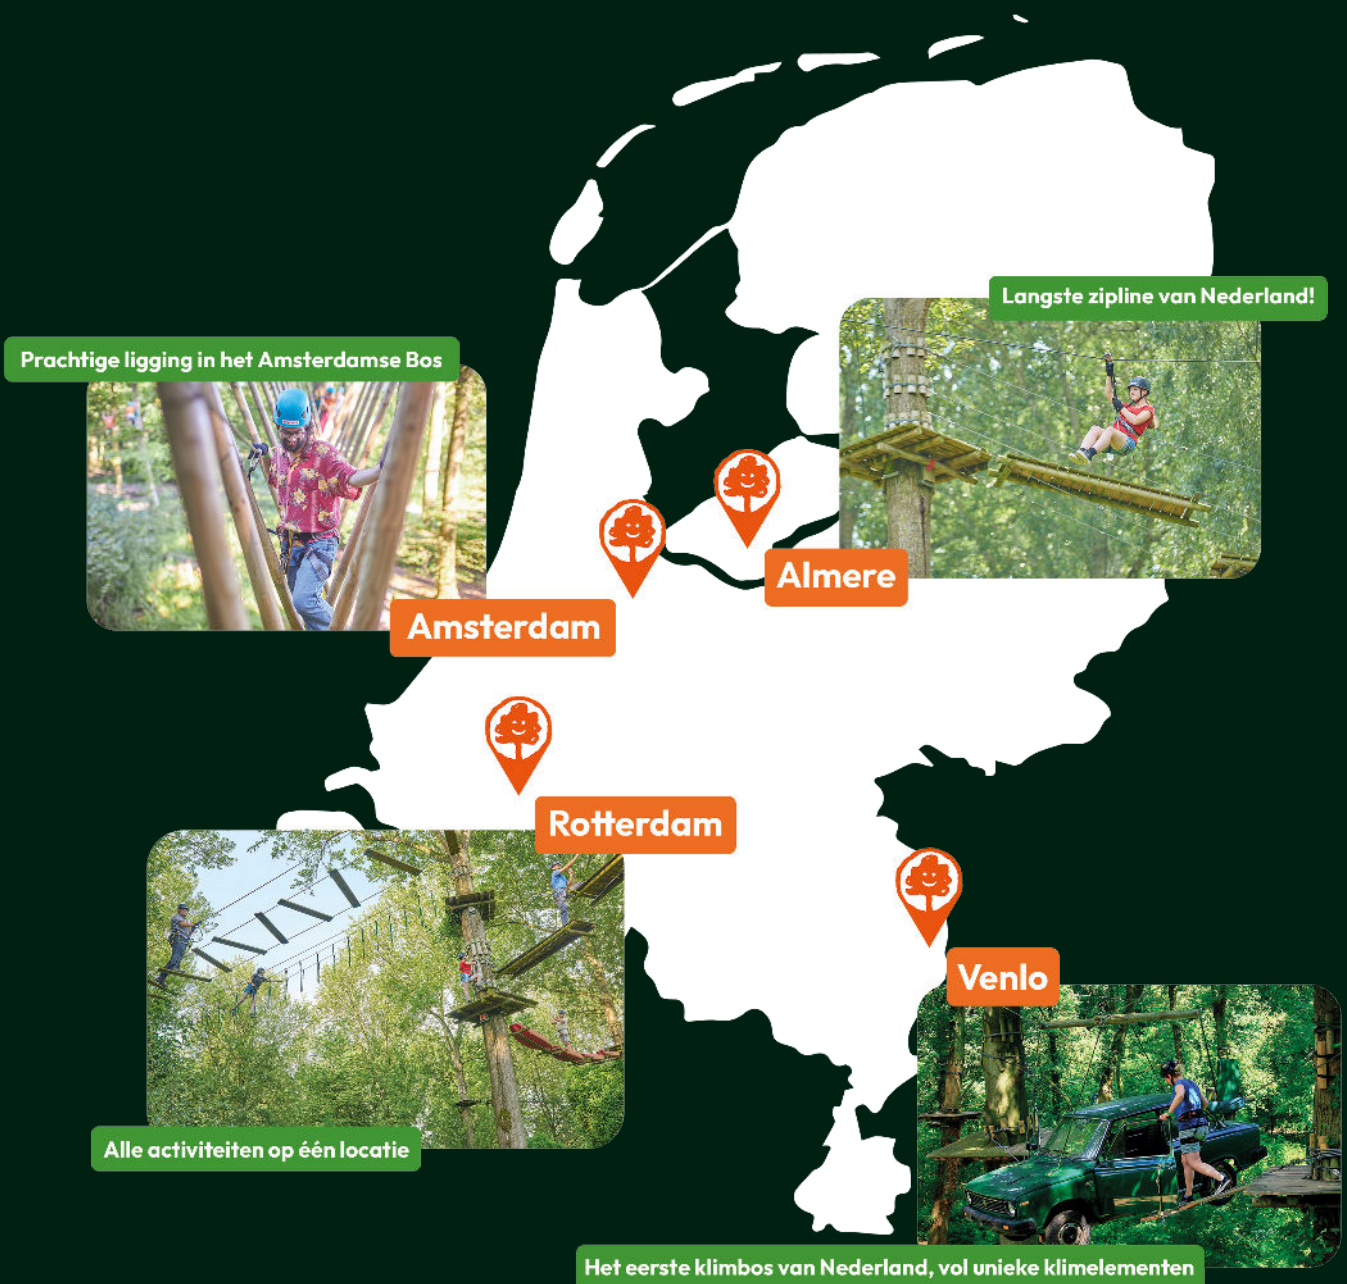 Langste zipline van Nederland!
Prachtige ligging in het Amsterdamse Bos
Almere
Amsterdam
Rotterdam
Venlo
Alle activiteiten op één locatie
Het eerste klimbos van Nederland, vol unieke klimelementen